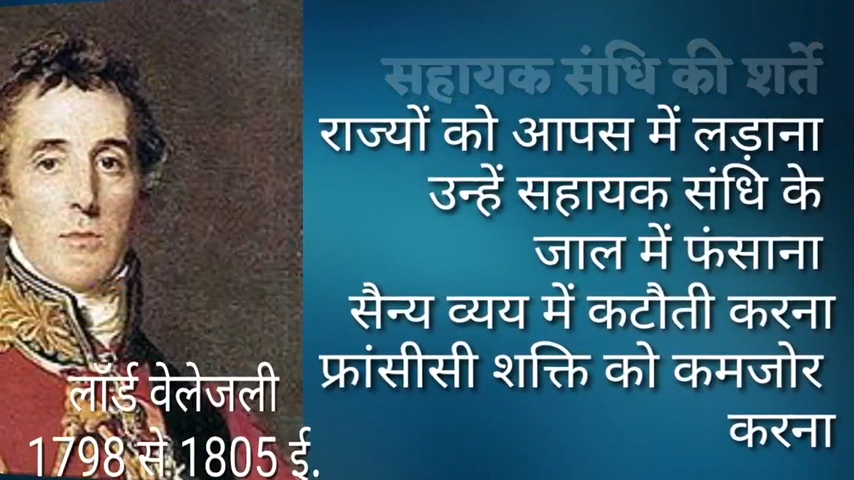 सहायक संधि की शर्ते
राज्यों को आपस में लड़ाना
उन्हें सहायक संधि के
जाल में फंसाना
सैन्य व्यय में कटौती करना
फ्रांसीसी शक्ति को कमजोर
करना
लॉर्ड वेलेजली
1798 से 1805 ई.